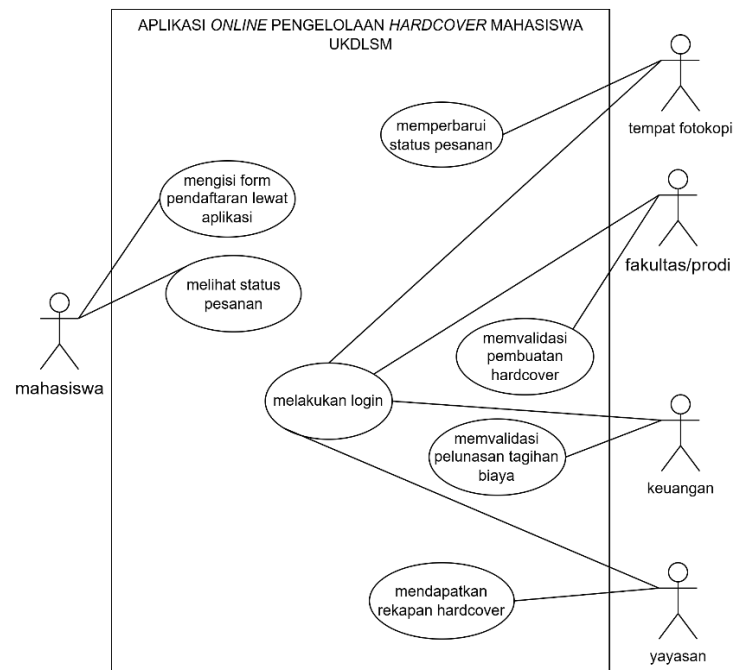 APLIKASI ONLINE PENGELOLAAN HARDCOVER MAHASISWA
UKDLSM
tempat fotokopi
memperbarui
status pesanan
mengisi form
pendaftaran lewat
aplikasi
fakultas/prodi
melihat status
pesanan
mahasiswa
memvalidasi
pembuatan
hardcover
melakukan login
memvalidasi
pelunasan tagihan
biaya
keuangan
mendapatkan
rekapan hardcover
yayasan